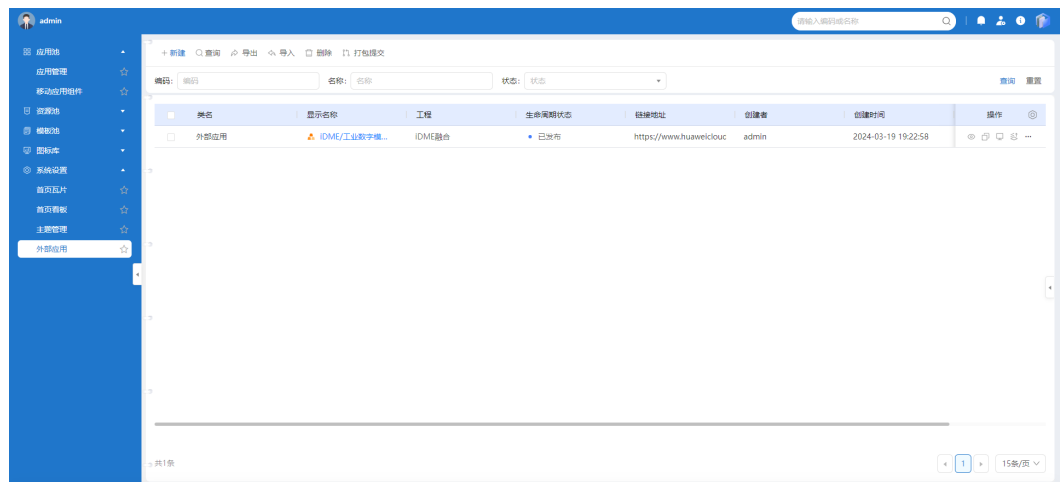 admin
请输入编码或名称
应用池
应用管理
移动应用组件
资源池
模板池
图标库
系统设置
首页瓦片
首页看板
主题管理
外部应用
+ 新建 查询 导出 导入 删除 打包提交
编码: 编码 名称: 名称 状态: 状态 查询 重置
类名 显示名称 工程 生命周期状态 链接地址 创建者 创建时间 操作
外部应用 iDME/工业数字模... iDME融合 已发布 https://www.huaweiclouc admin 2024-03-19 19:22:58
共1条 1 15条/页